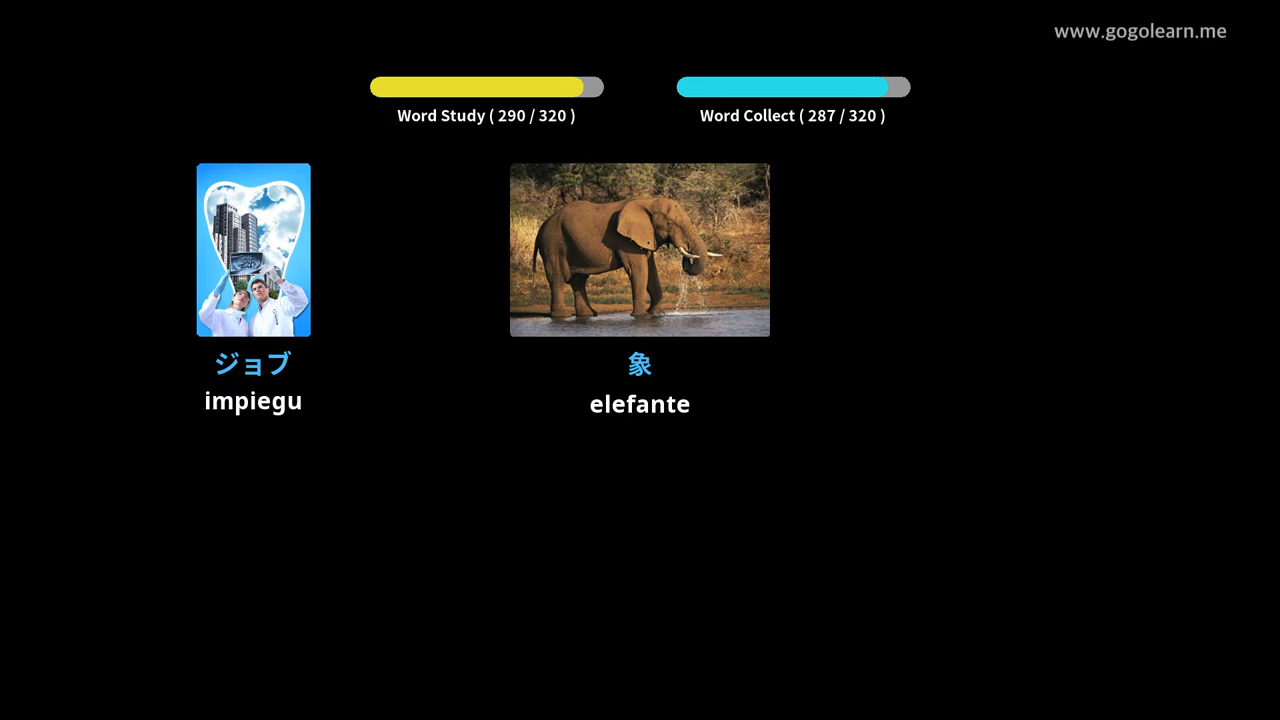 www.gogolearn.me
Word Study ( 290 / 320 )
Word Collect ( 287 / 320 )
ジョブ
impiegu
象
elefante